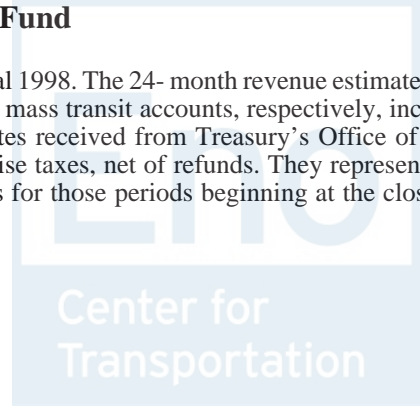 Fund
al 1998. The 24- month revenue estimate
mass transit accounts, respectively, inc
tes received from Treasury’s Office of
ise taxes, net of refunds. They represen
s for those periods beginning at the clos
Eno
Center for
Transportation